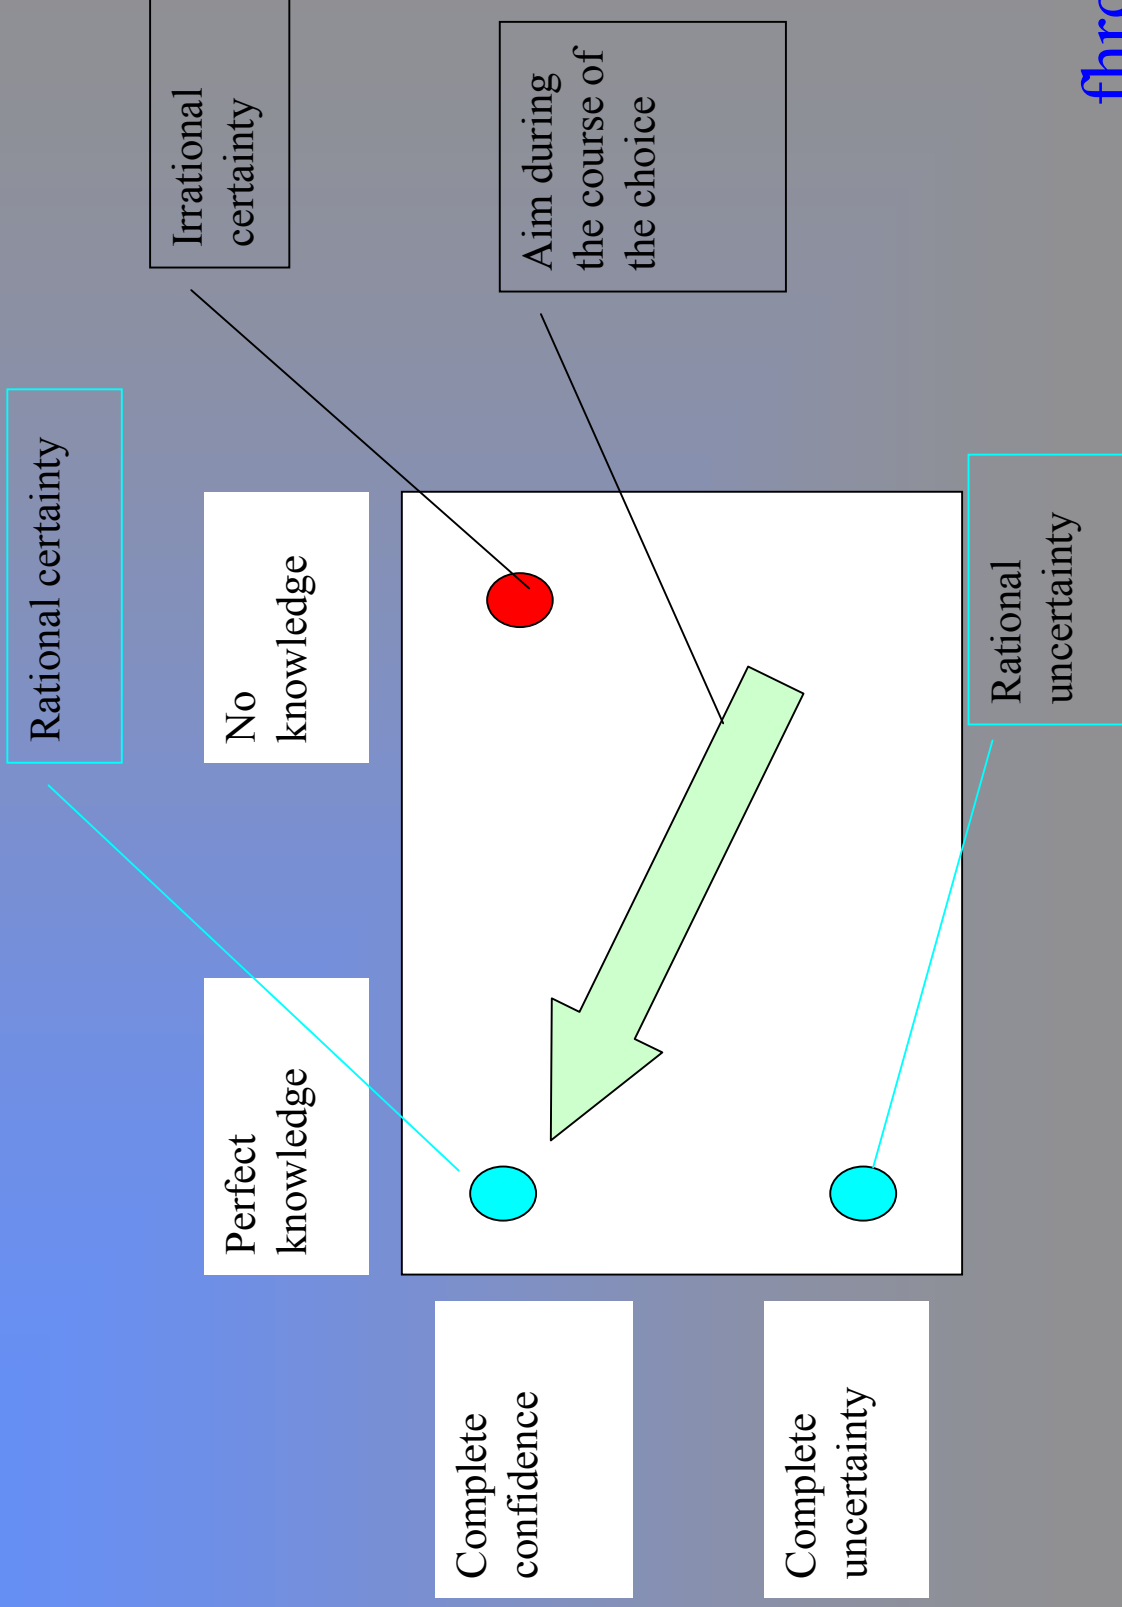 Rational certainty
Irrational
certainty
Perfect
knowledge
No
knowledge
Complete
confidence
Aim during
the course of
the choice
Complete
uncertainty
Rational
uncertainty